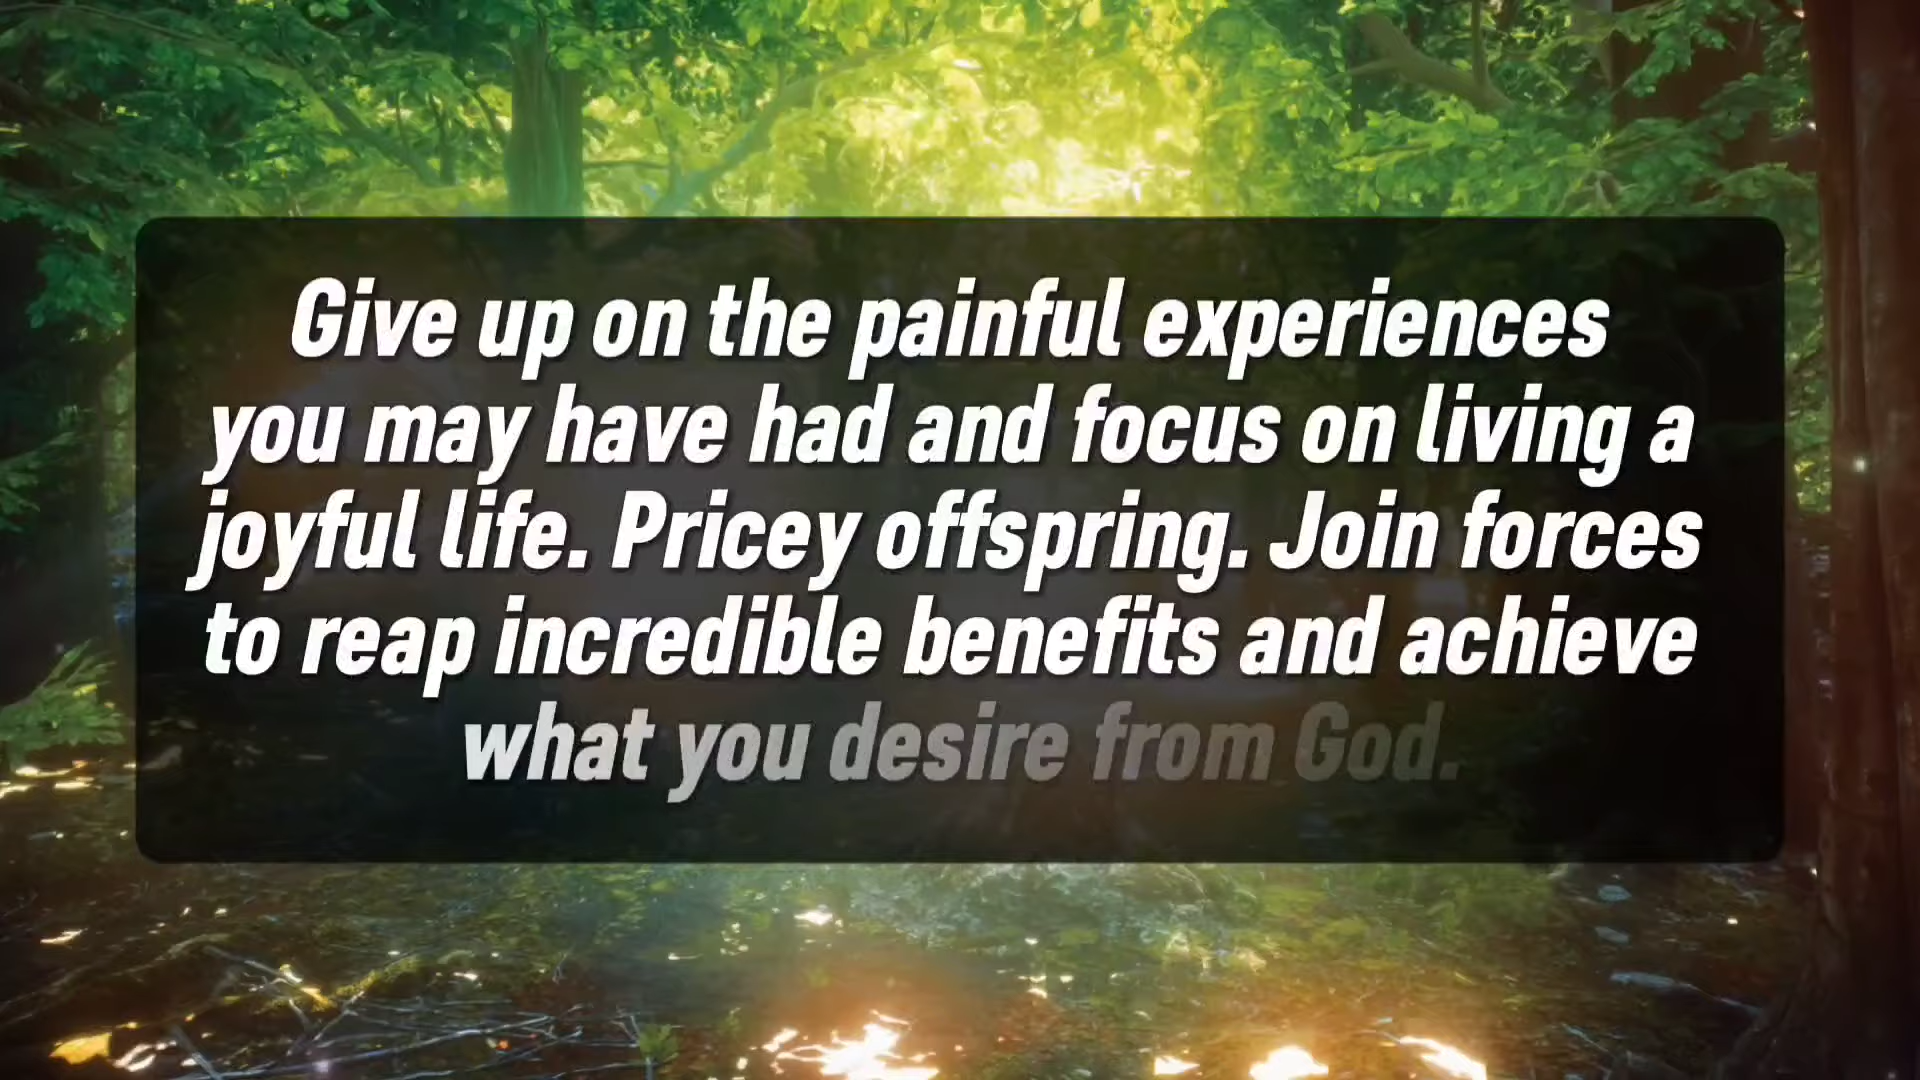 Give up on the painful experiences
you may have had and focus on living a
joyful life. Pricey offspring. Join forces
to reap incredible benefits and achieve
what you desire from God.